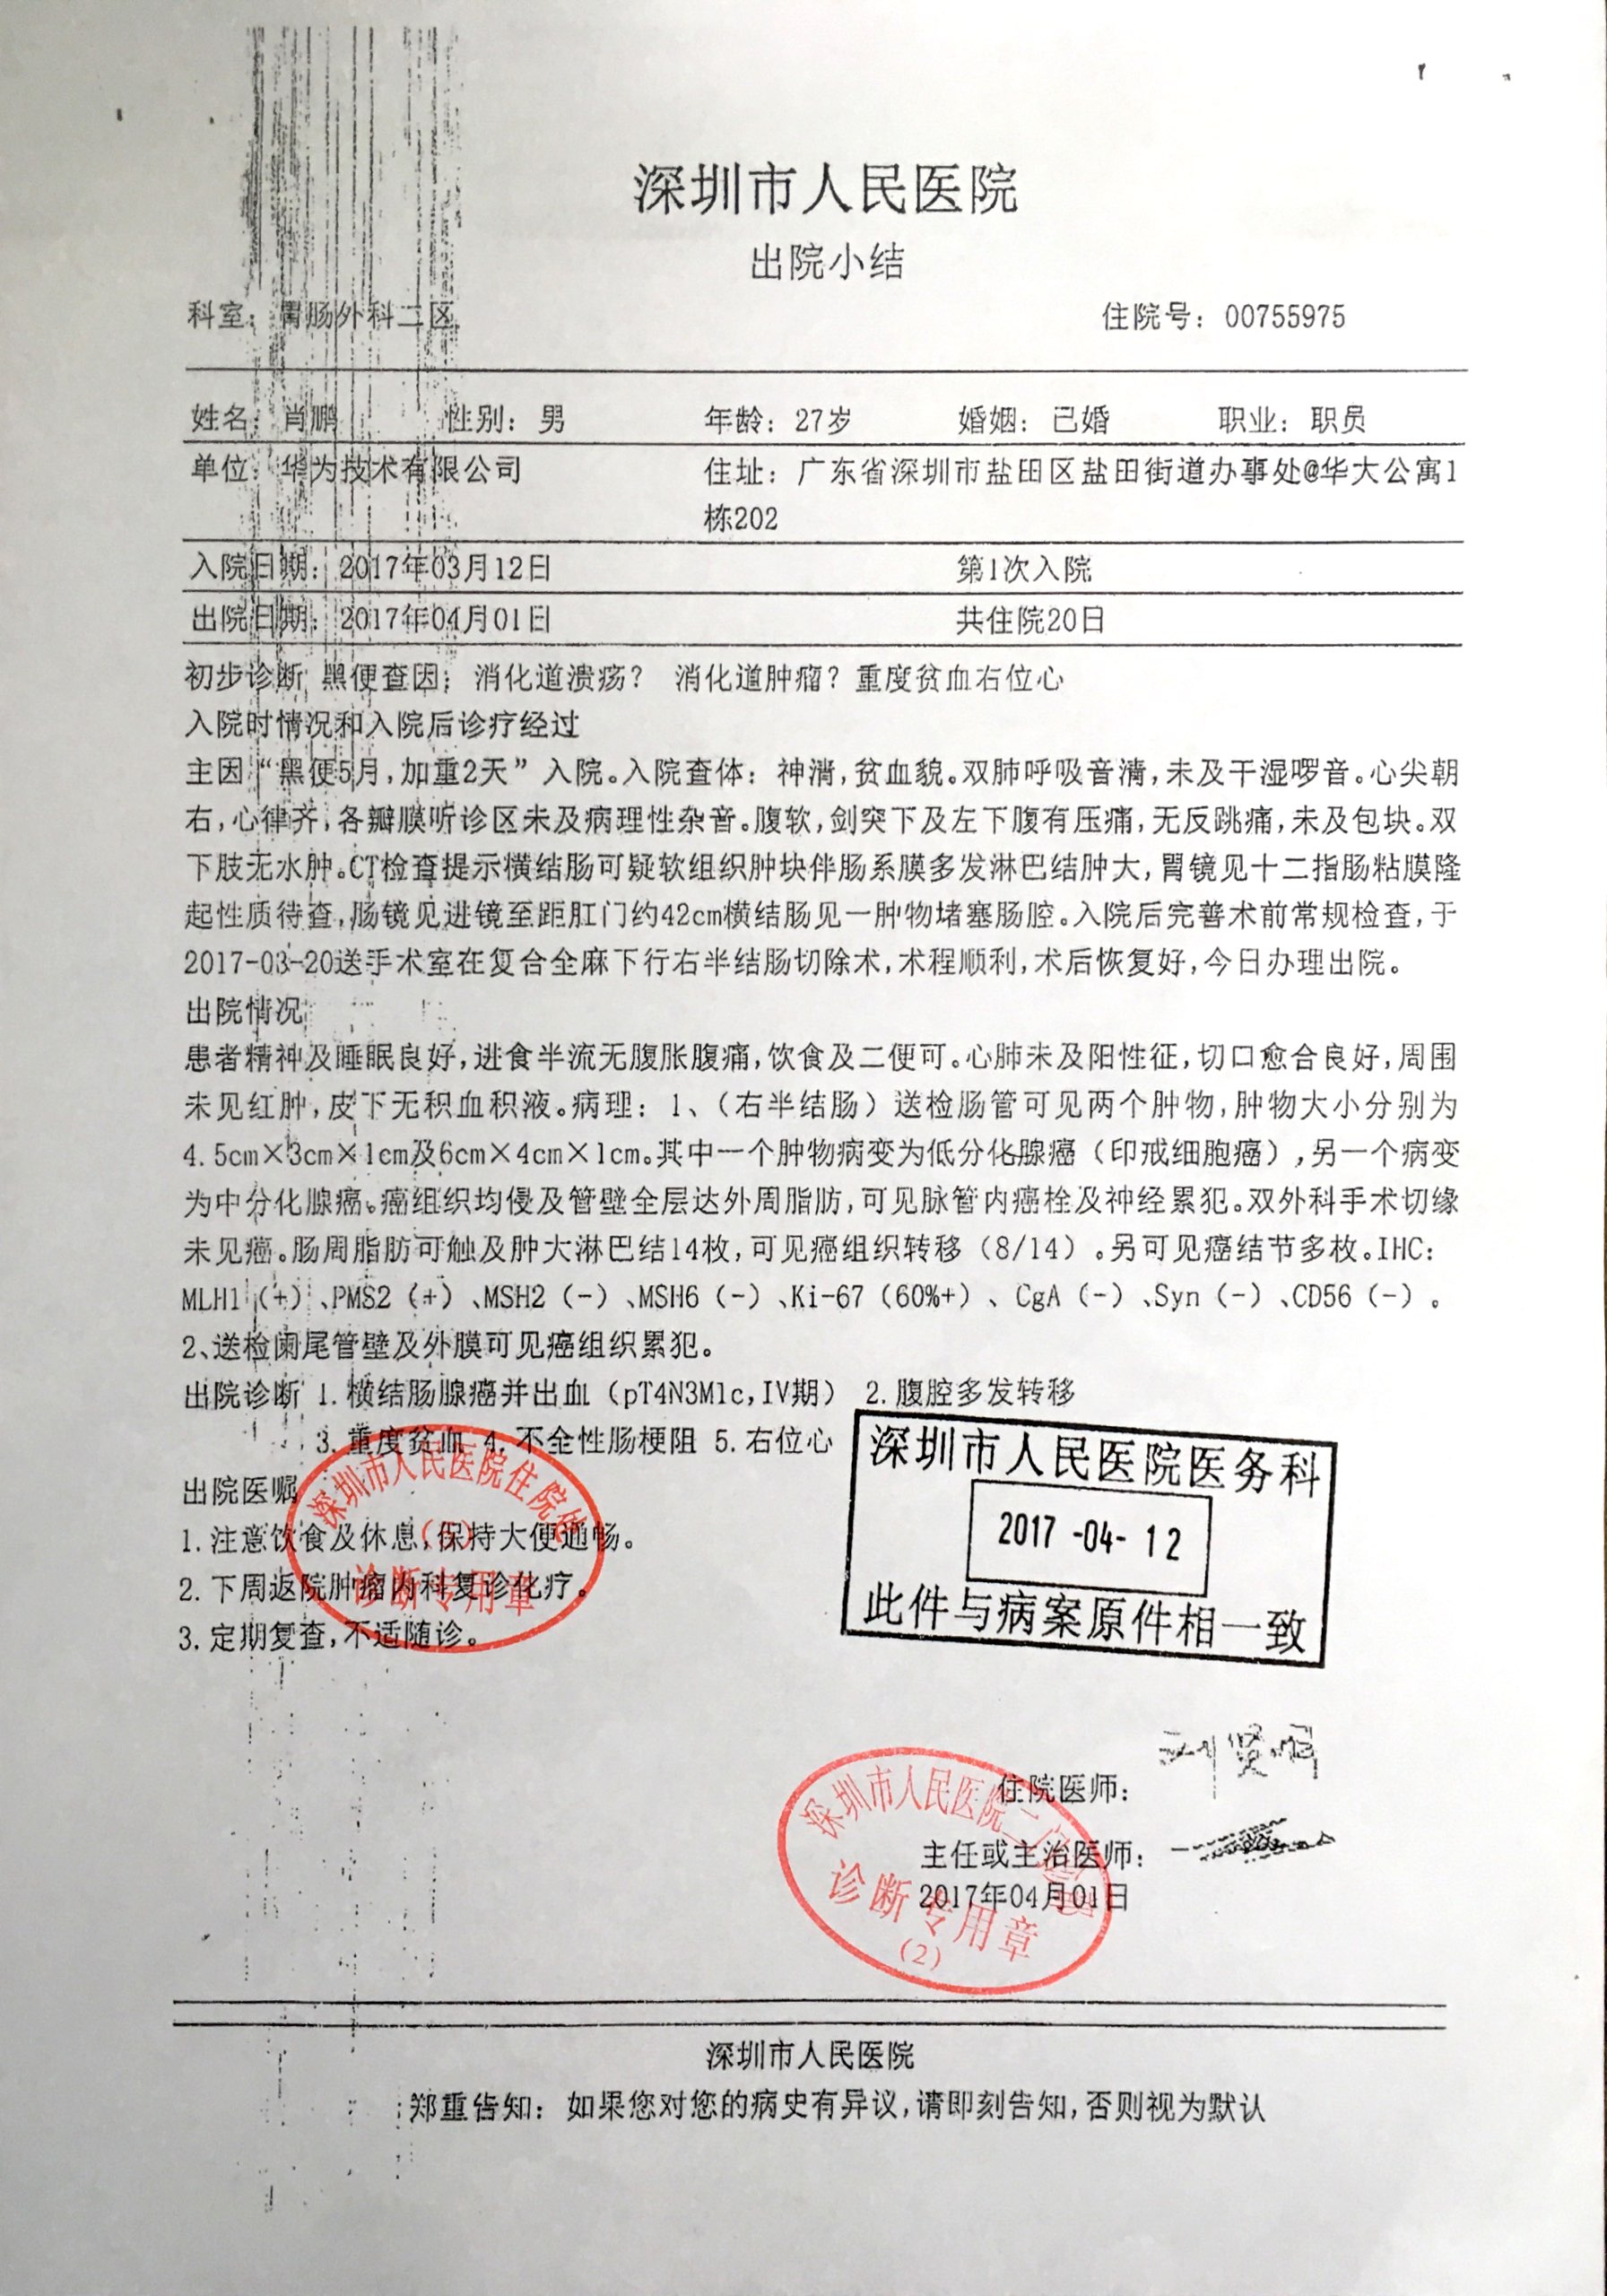 深圳市人民医院
出院小结
科室：胃肠外科二区 住院号：00755975
姓名：肖鹏 性别：男 年龄：27岁 婚姻：已婚 职业：职员
单位：华为技术有限公司 住址：广东省深圳市盐田区盐田街道办事处@华大公寓1
栋202
入院日期：2017年03月12日 第1次入院
出院日期：2017年04月01日 共住院20日
初步诊断 黑便查因：消化道溃疡？ 消化道肿瘤？重度贫血右位心
入院时情况和入院后诊疗经过
主因“黑便5月，加重2天”入院。入院查体：神清，贫血貌。双肺呼吸音清，未及干湿啰音。心尖朝
右，心律齐，各瓣膜听诊区未及病理性杂音。腹软，剑突下及左下腹有压痛，无反跳痛，未及包块。双
下肢无水肿。CT检查提示横结肠可疑软组织肿块伴肠系膜多发淋巴结肿大，胃镜见十二指肠粘膜隆
起性质待查，肠镜见进镜至距肛门约42cm横结肠见一肿物堵塞肠腔。入院后完善术前常规检查，于
2017-03-20送手术室在复合全麻下行右半结肠切除术，术程顺利，术后恢复好，今日办理出院。
出院情况
患者精神及睡眠良好，进食半流无腹胀腹痛，饮食及二便可。心肺未及阳性征，切口愈合良好，周围
未见红肿，皮下无积血积液。病理：1、（右半结肠）送检肠管可见两个肿物，肿物大小分别为
4.5cm×3cm×1cm及6cm×4cm×1cm。其中一个肿物病变为低分化腺癌（印戒细胞癌），另一个病变
为中分化腺癌。癌组织均侵及管壁全层达外周脂肪，可见脉管内癌栓及神经累犯。双外科手术切缘
未见癌。肠周脂肪可触及肿大淋巴结14枚，可见癌组织转移（8/14）。另可见癌结节多枚。IHC：
MLH1（+）、PMS2（+）、MSH2（-）、MSH6（-）、Ki-67（60%+）、CgA（-）、Syn（-）、CD56（-）。
2、送检阑尾管壁及外膜可见癌组织累犯。
出院诊断 1.横结肠腺癌并出血（pT4N3M1c，IV期） 2.腹腔多发转移
3.重度贫血 4.不全性肠梗阻 5.右位心
深圳市人民医院医务科
2017-04-12
此件与病案原件相一致
出院医嘱
1.注意饮食及休息，保持大便通畅。
2.下周返院肿瘤内科复诊化疗。
3.定期复查，不适随诊。
深圳市人民医院住院
诊断专用章
住院医师：
主任或主治医师：
2017年04月01日
深圳市人民医院二门
诊断专用章
（2）
深圳市人民医院
郑重告知：如果您对您的病史有异议，请即刻告知，否则视为默认